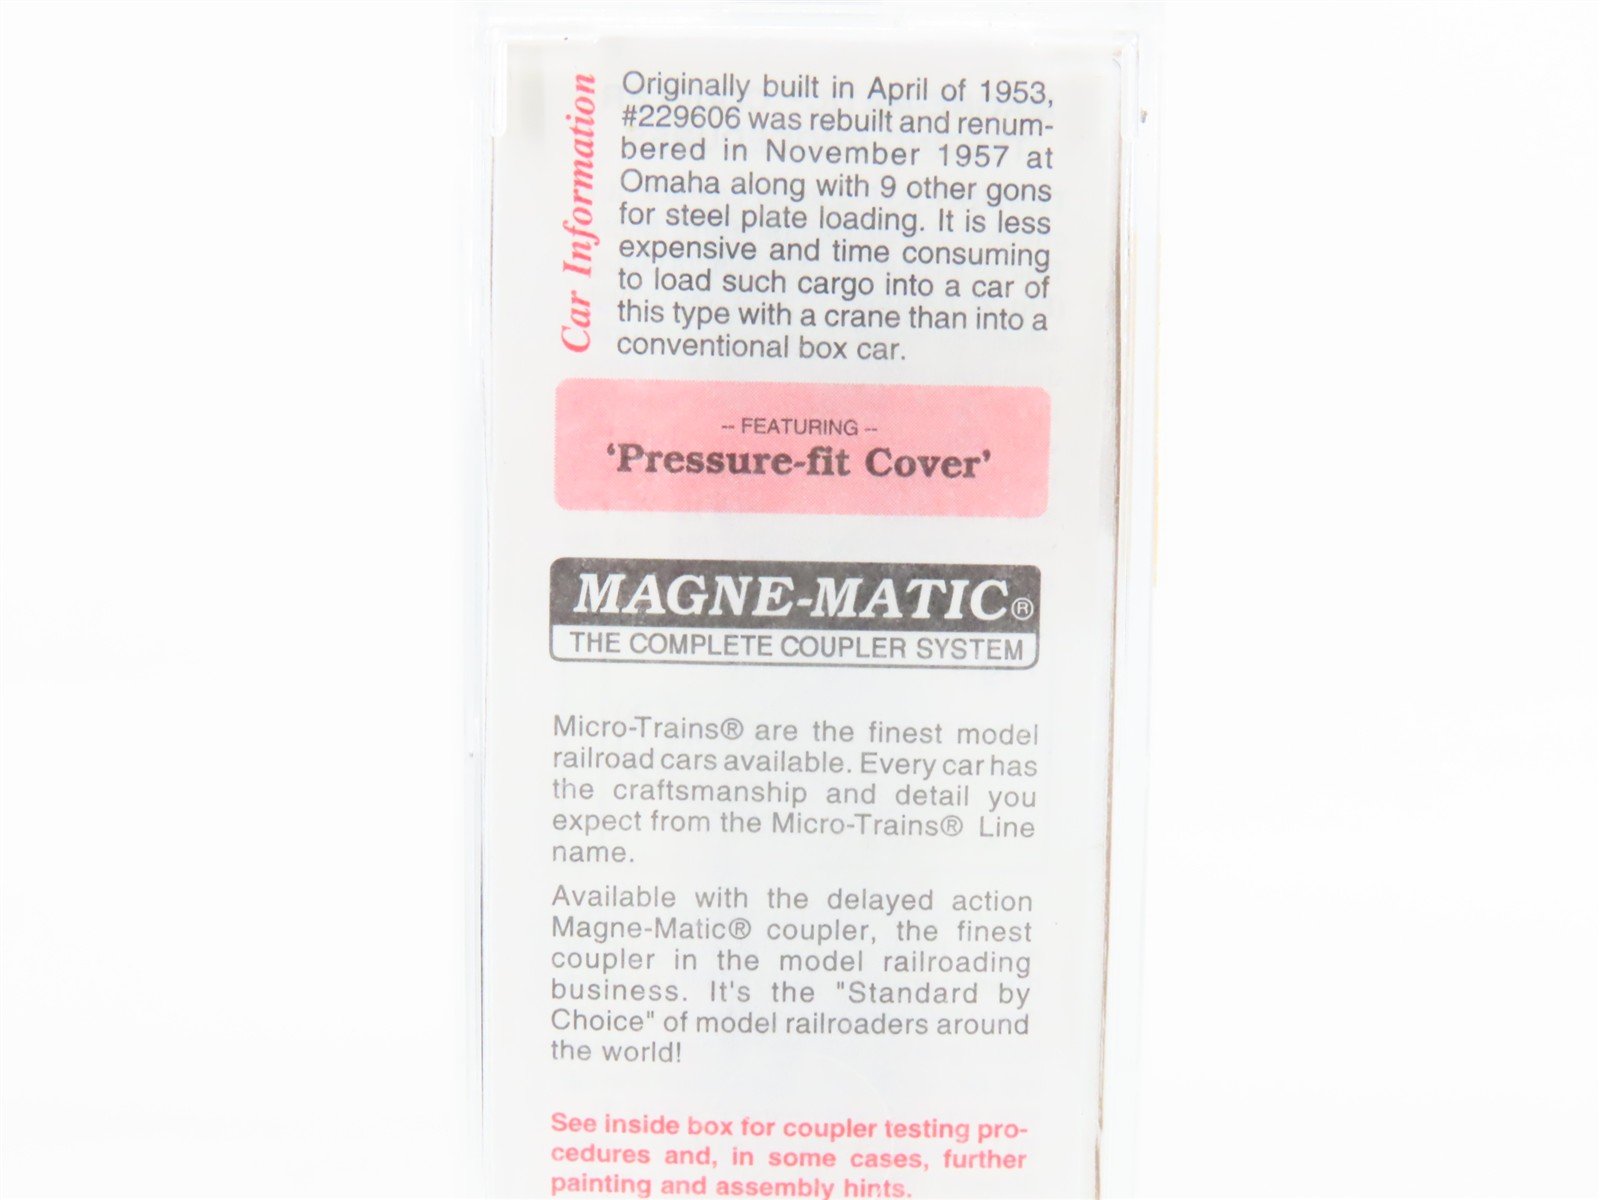 Car Information
Originally built in April of 1953,
#229606 was rebuilt and renum-
bered in November 1957 at
Omaha along with 9 other gons
for steel plate loading. It is less
expensive and time consuming
to load such cargo into a car of
this type with a crane than into a
conventional box car.
-- FEATURING --
‘Pressure-fit Cover’
MAGNE-MATIC®
THE COMPLETE COUPLER SYSTEM
Micro-Trains® are the finest model
railroad cars available. Every car has
the craftsmanship and detail you
expect from the Micro-Trains® Line
name.
Available with the delayed action
Magne-Matic® coupler, the finest
coupler in the model railroading
business. It's the "Standard by
Choice" of model railroaders around
the world!
See inside box for coupler testing pro-
cedures and, in some cases, further
painting and assembly hints.